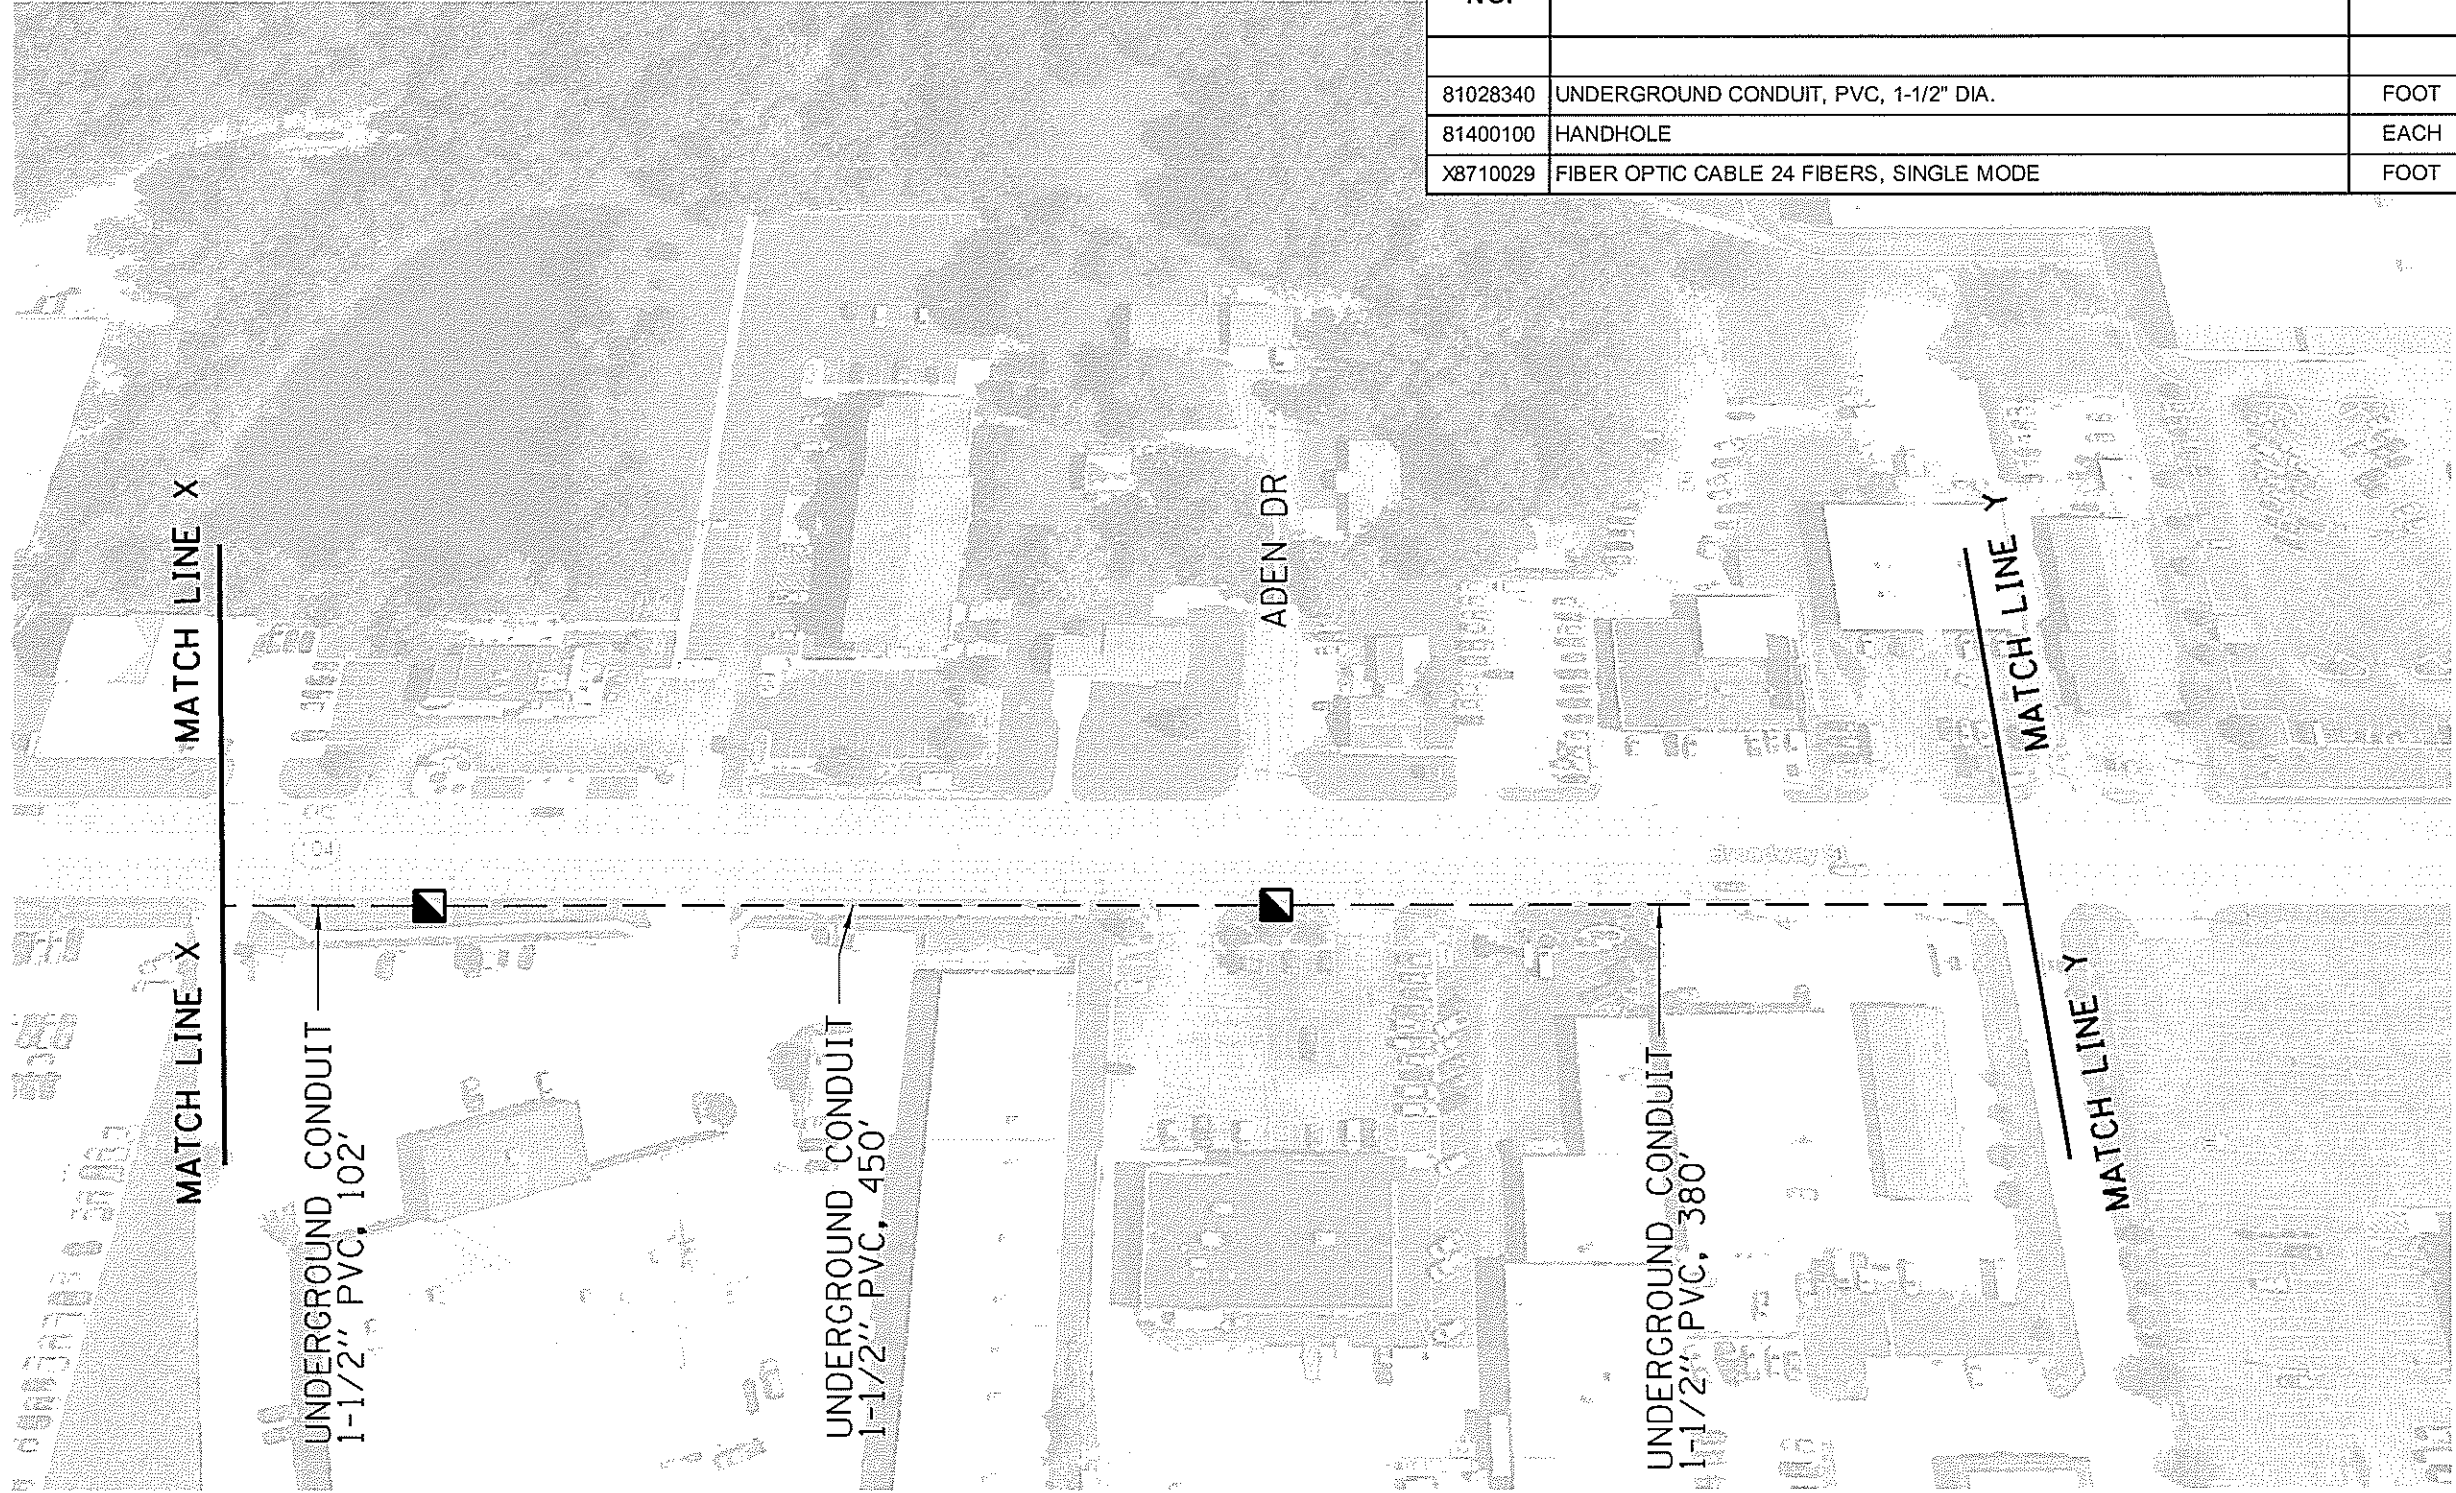 81028340 UNDERGROUND CONDUIT, PVC, 1-1/2" DIA. FOOT
81400100 HANDHOLE EACH
X8710029 FIBER OPTIC CABLE 24 FIBERS, SINGLE MODE FOOT
MATCH LINE X
MATCH LINE X
ADEN DR
MATCH LINE Y
MATCH LINE Y
UNDERGROUND CONDUIT
1-1/2" PVC, 102'
UNDERGROUND CONDUIT
1-1/2" PVC, 450'
UNDERGROUND CONDUIT
1-1/2" PVC, 380'